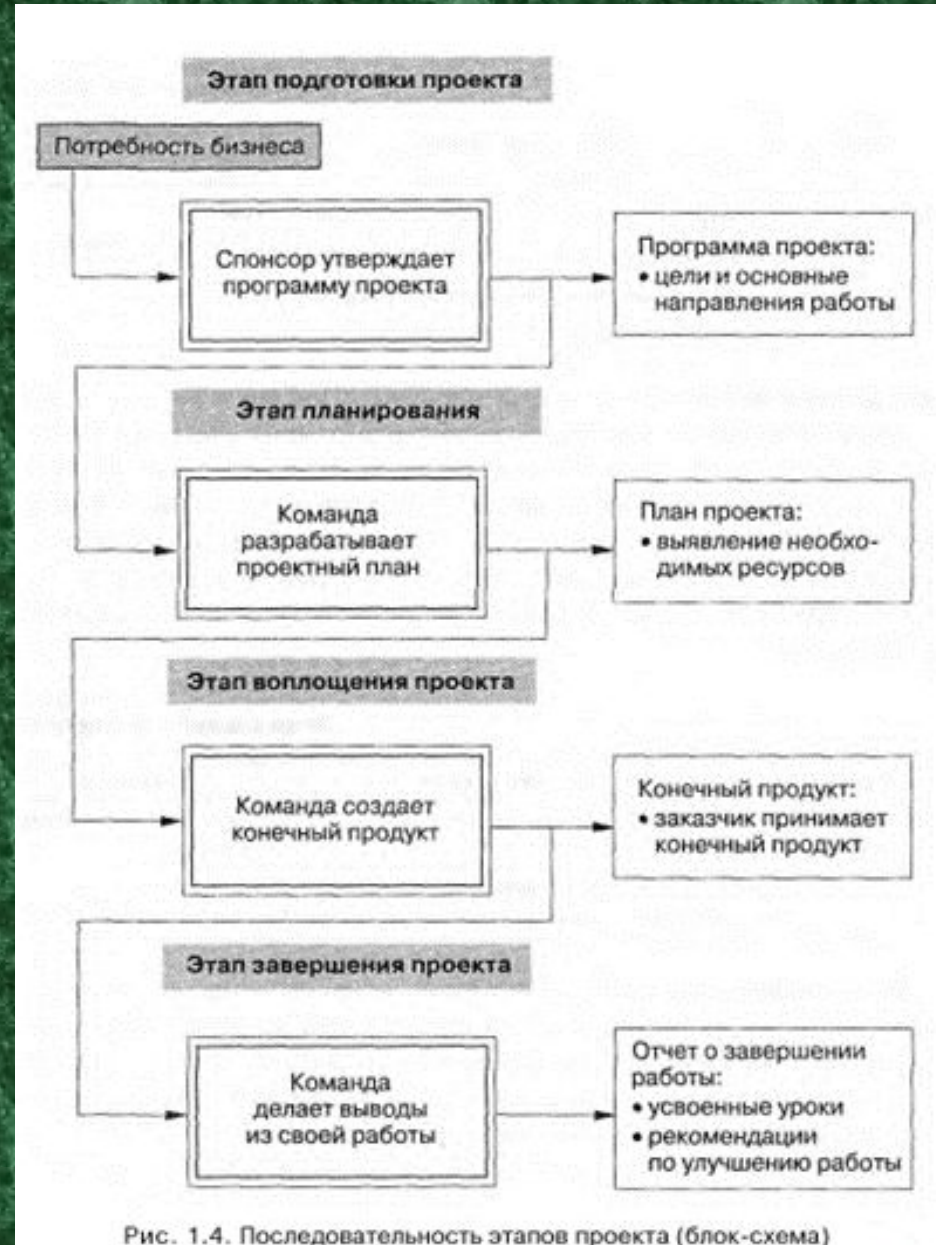 Этап подготовки проекта
Потребность бизнеса
Спонсор утверждает
программу проекта
Программа проекта:
• цели и основные
направления работы
Этап планирования
Команда
разрабатывает
проектный план
План проекта:
• выявление необхо-
димых ресурсов
Этап воплощения проекта
Команда создает
конечный продукт
Конечный продукт:
• заказчик принимает
конечный продукт
Этап завершения проекта
Команда
делает выводы
из своей работы
Отчет о завершении
работы:
• усвоенные уроки
• рекомендации
по улучшению работы
Рис. 1.4. Последовательность этапов проекта (блок-схема)